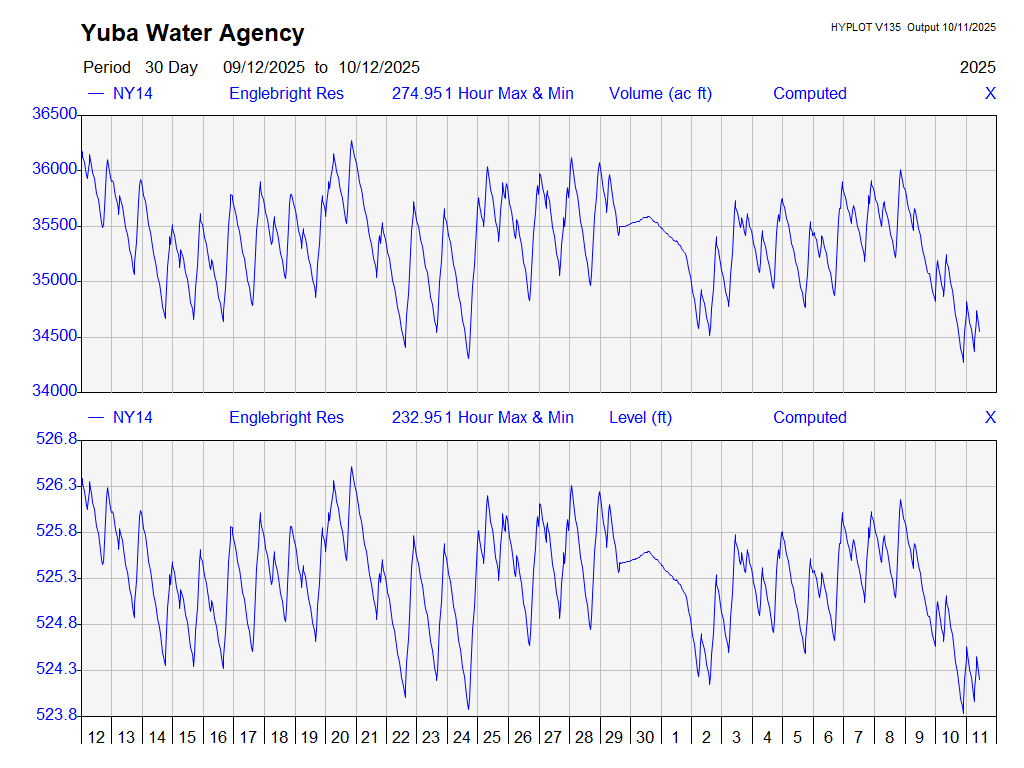 Yuba Water Agency
HYPLOT V135 Output 10/11/2025
Period 30 Day 09/12/2025 to 10/12/2025 2025
NY14 Englebright Res 274.951 Hour Max & Min Volume (ac ft) Computed X
36500
36000
35500
35000
34500
34000
NY14 Englebright Res 232.951 Hour Max & Min Level (ft) Computed X
526.8
526.3
525.8
525.3
524.8
524.3
523.8
12 13 14 15 16 17 18 19 20 21 22 23 24 25 26 27 28 29 30 1 2 3 4 5 6 7 8 9 10 11